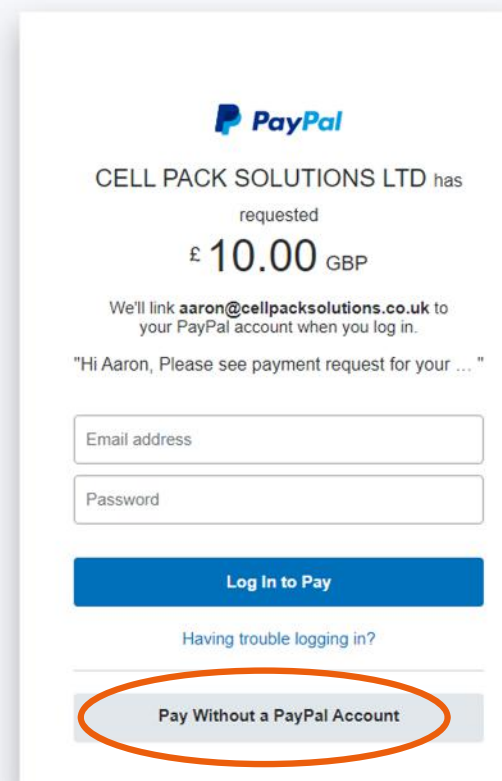 PayPal
CELL PACK SOLUTIONS LTD has
requested
£ 10.00 GBP
We'll link aaron@cellpacksolutions.co.uk to
your PayPal account when you log in.
"Hi Aaron, Please see payment request for your ... "
Email address
Password
Log In to Pay
Having trouble logging in?
Pay Without a PayPal Account